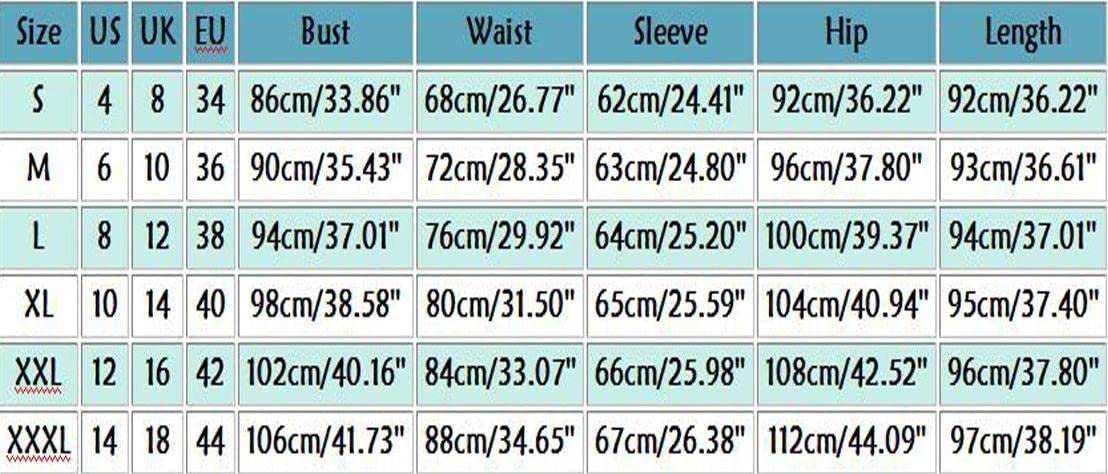 Size US UK EU Bust Waist Sleeve Hip Length
S 4 8 34 86cm/33.86" 68cm/26.77" 62cm/24.41" 92cm/36.22" 92cm/36.22"
M 6 10 36 90cm/35.43" 72cm/28.35" 63cm/24.80" 96cm/37.80" 93cm/36.61"
L 8 12 38 94cm/37.01" 76cm/29.92" 64cm/25.20" 100cm/39.37" 94cm/37.01"
XL 10 14 40 98cm/38.58" 80cm/31.50" 65cm/25.59" 104cm/40.94" 95cm/37.40"
XXL 12 16 42 102cm/40.16" 84cm/33.07" 66cm/25.98" 108cm/42.52" 96cm/37.80"
XXXL 14 18 44 106cm/41.73" 88cm/34.65" 67cm/26.38" 112cm/44.09" 97cm/38.19"